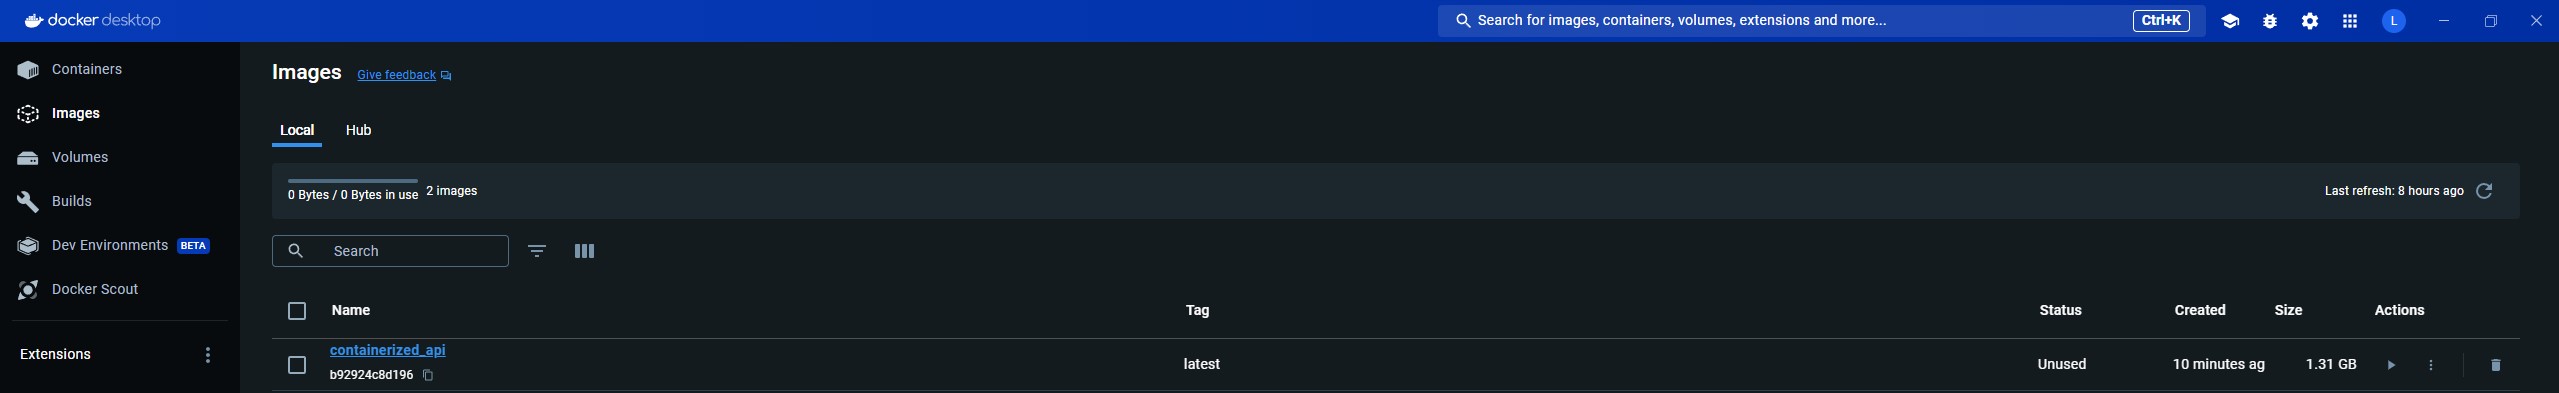 docker desktop
Search for images, containers, volumes, extensions and more...
Ctrl+K
L
Containers
Images
Volumes
Builds
Dev Environments BETA
Docker Scout
Extensions
Images Give feedback
Local Hub
0 Bytes / 0 Bytes in use 2 images
Last refresh: 8 hours ago
Search
Name Tag Status Created Size Actions
containerized_api
b92924c8d196
latest Unused 10 minutes ag 1.31 GB